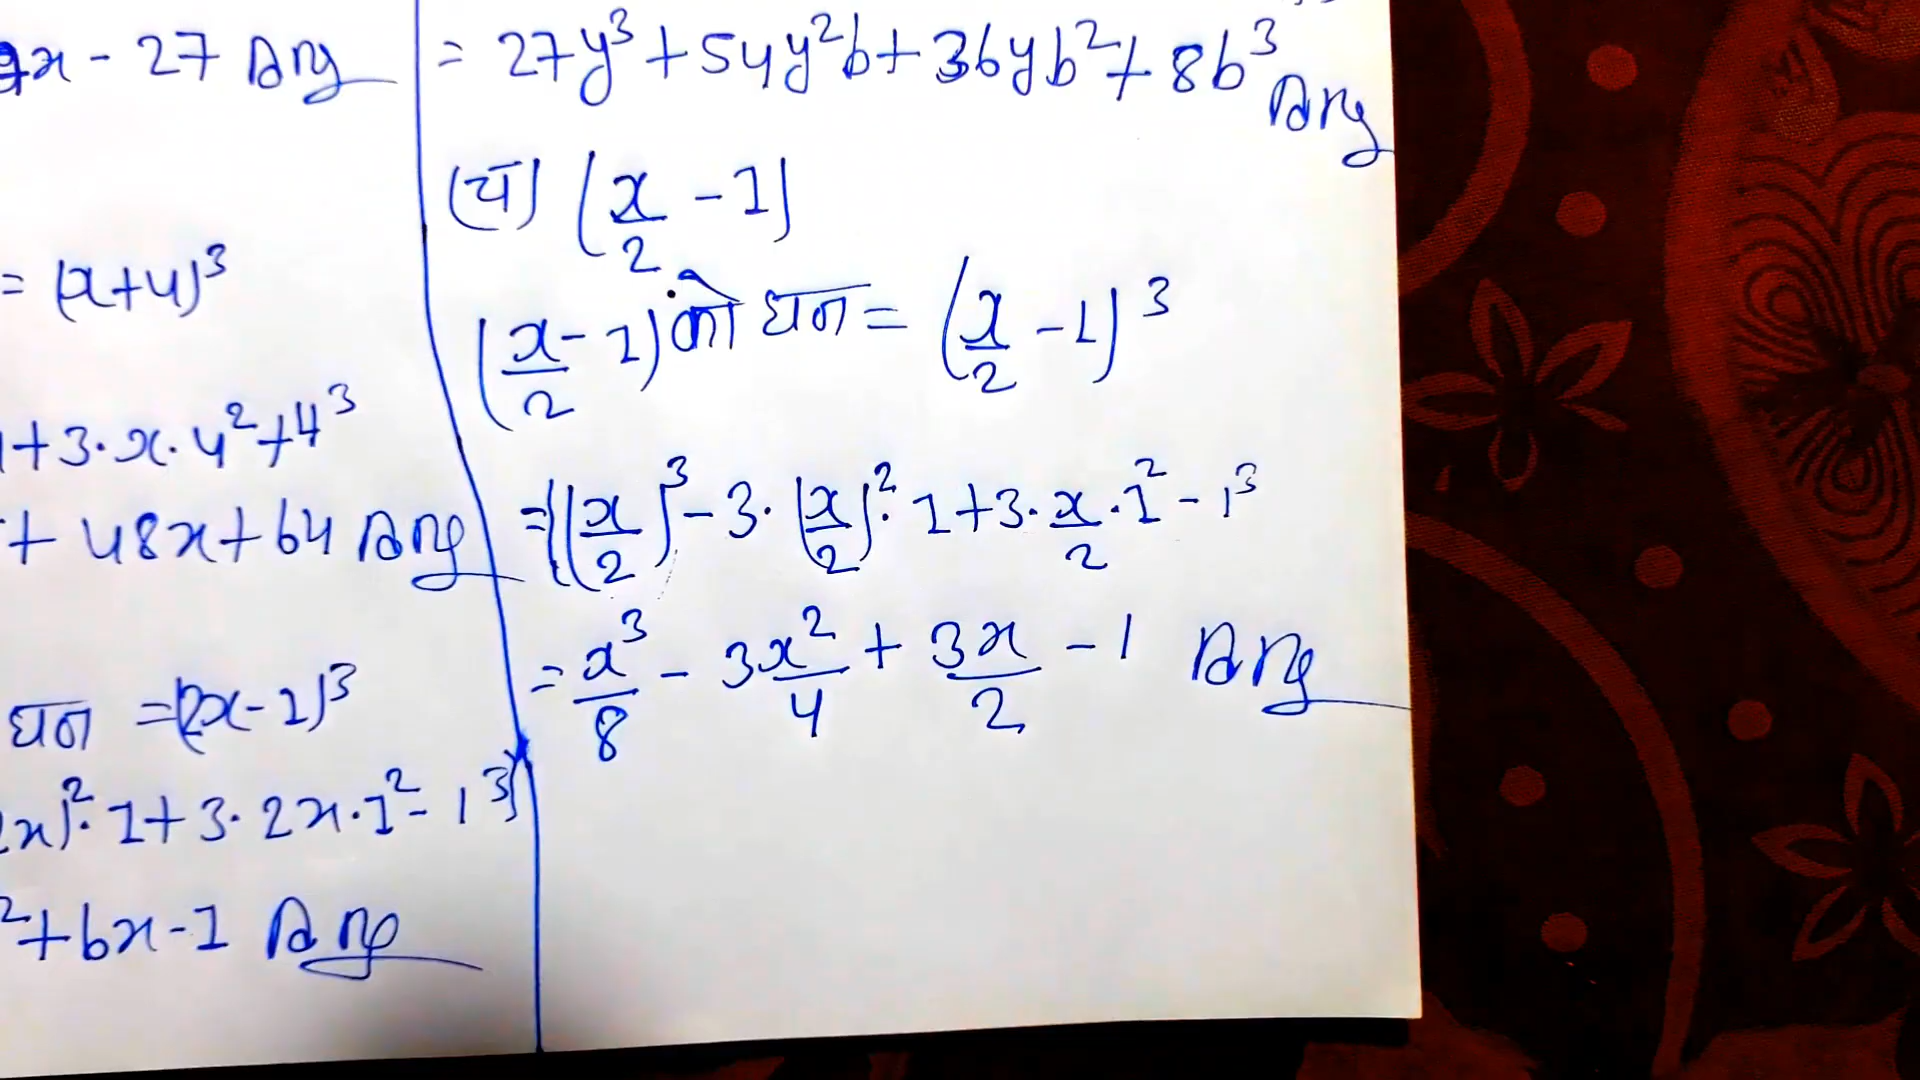 9x - 27 Ans
= (x+4)³
+3·x·4²+4³
+ 48x+64 Ans
घन =(2x-1)³
2x)²·1+3·2x·1²-1³
²+6x-1 Ans
= 27y³+54y²b+36yb²+8b³ Ans
(य) (x/2 - 1)
(x/2 - 1) को घन = (x/2 - 1)³
= (x/2)³ - 3·(x/2)²·1+3·x/2·1² - 1³
= x³/8 - 3x²/4 + 3x/2 - 1 Ans